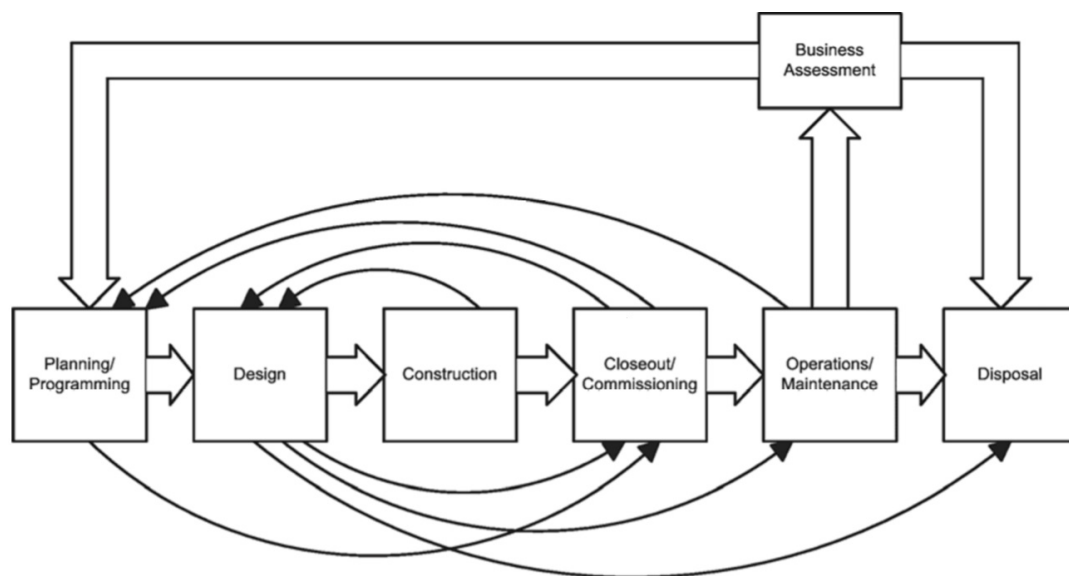 Business
Assessment
Planning/
Programming
Design
Construction
Closeout/
Commissioning
Operations/
Maintenance
Disposal